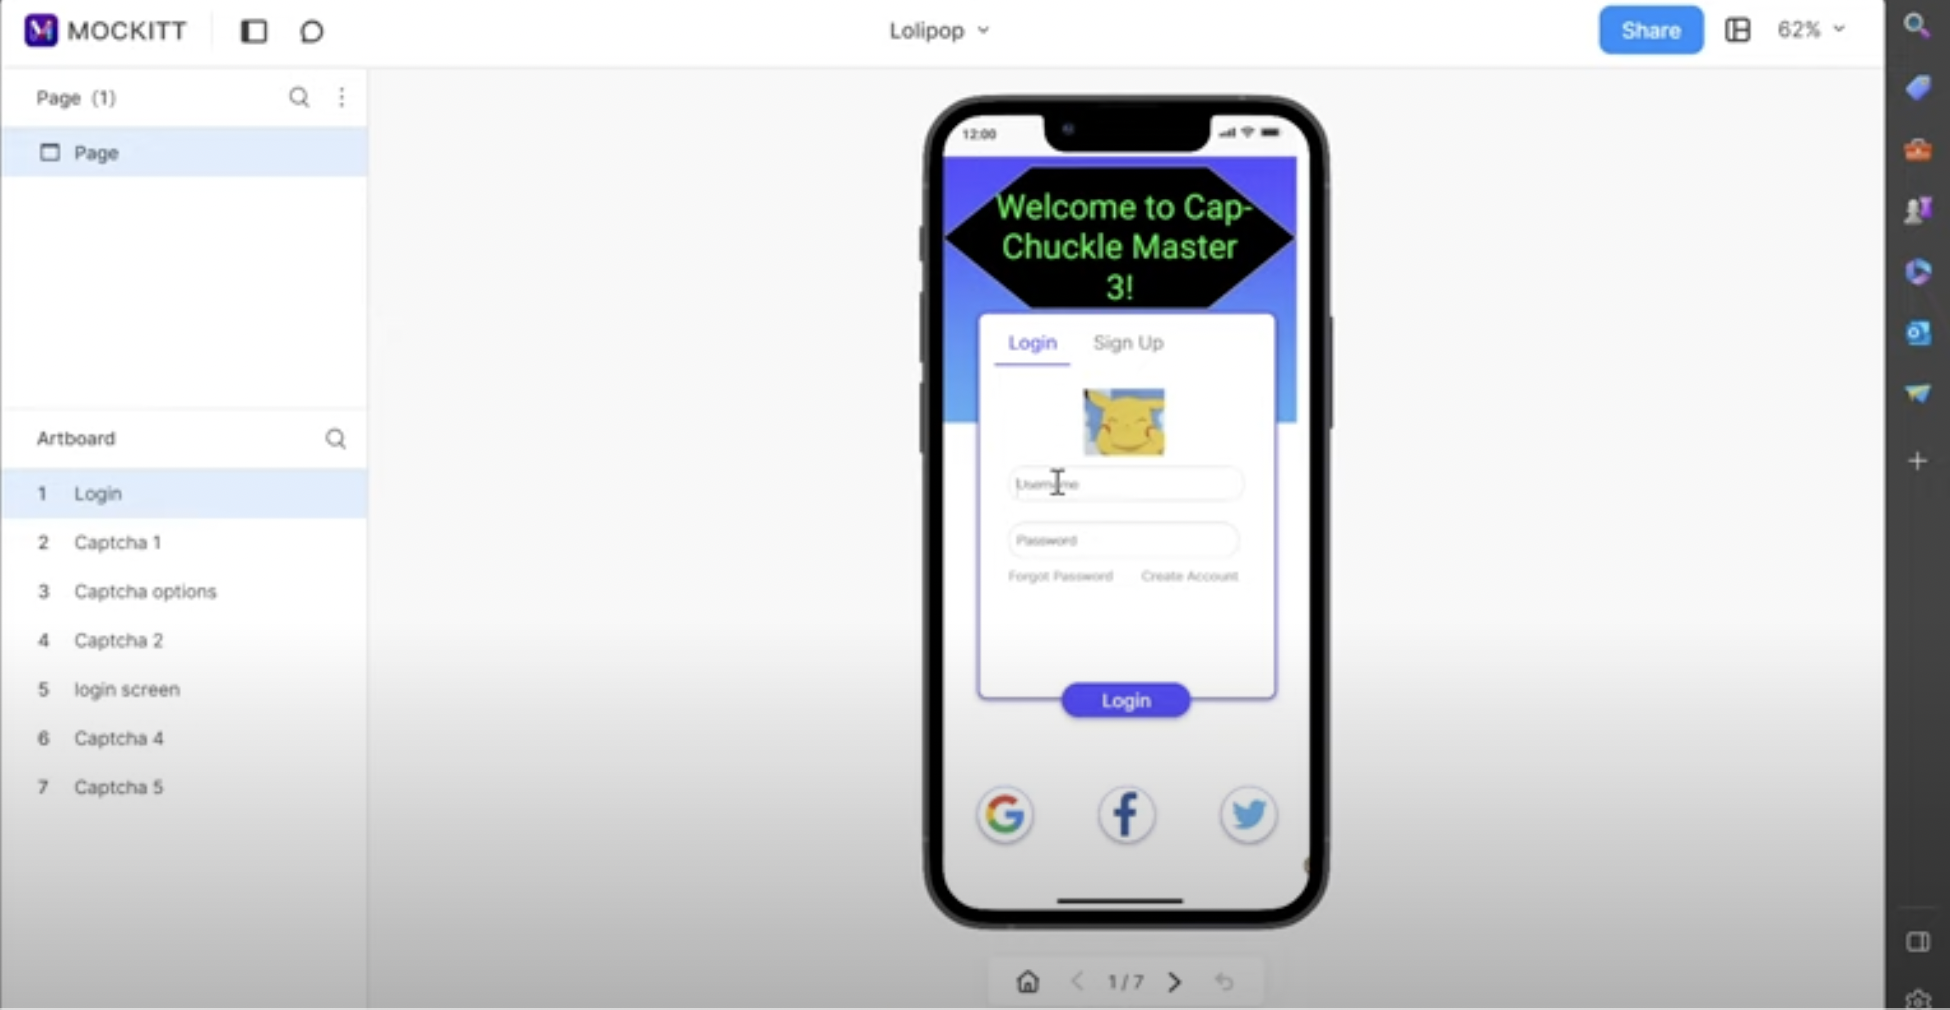 MOCKITT
Lolipop
Share
62%
Page (1)
Page
Artboard
1 Login
2 Captcha 1
3 Captcha options
4 Captcha 2
5 login screen
6 Captcha 4
7 Captcha 5
12:00
Welcome to Cap-
Chuckle Master
3!
Login Sign Up
Username
Password
Forgot Password Create Account
Login
1 / 7